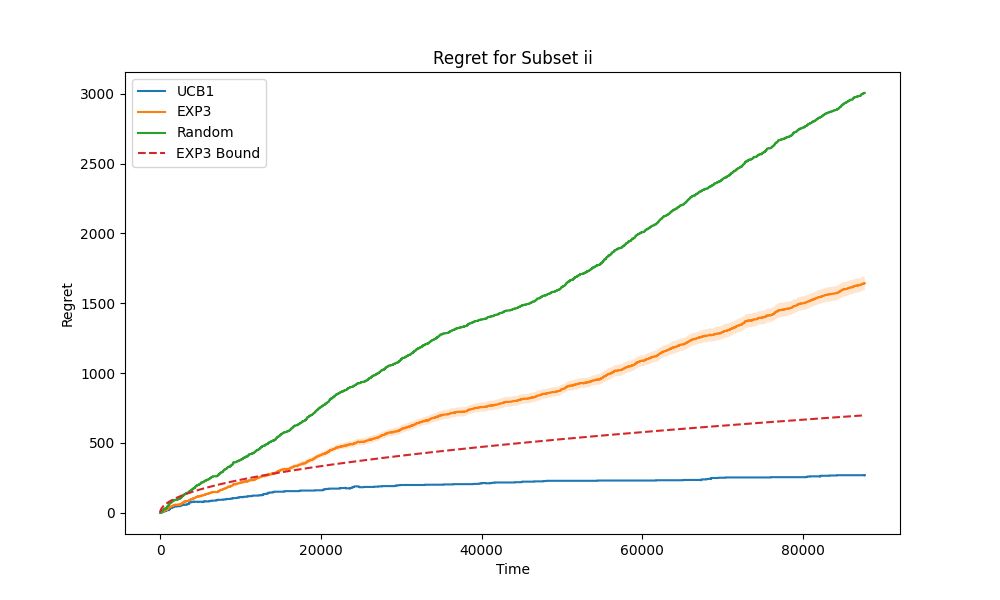 Regret for Subset ii
UCB1
EXP3
Random
EXP3 Bound
Regret
3000
2500
2000
1500
1000
500
0
0 20000 40000 60000 80000
Time